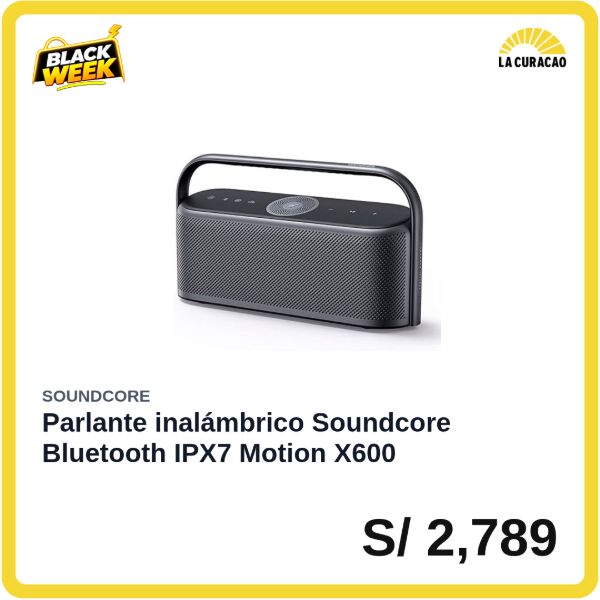 BLACK
WEEK
LA CURACAO
SOUNDCORE
Parlante inalámbrico Soundcore
Bluetooth IPX7 Motion X600
S/ 2,789